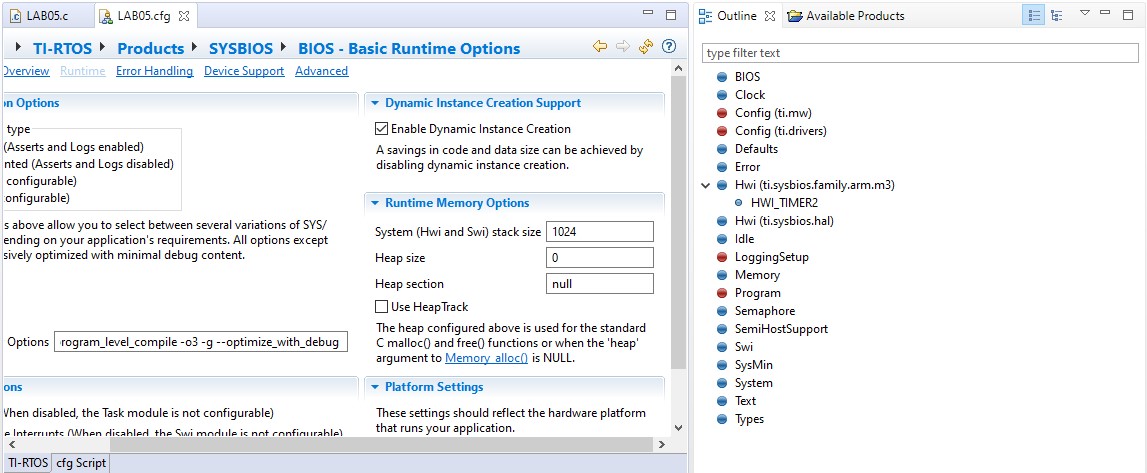 LAB05.c
LAB05.cfg
TI-RTOS Products SYSBIOS BIOS - Basic Runtime Options
Overview Runtime Error Handling Device Support Advanced
on Options
type
(Asserts and Logs enabled)
nted (Asserts and Logs disabled)
configurable)
onfigurable)
s above allow you to select between several variations of SYS/
ending on your application's requirements. All options except
sively optimized with minimal debug content.
Options
rogram_level_compile -o3 -g --optimize_with_debug
ons
When disabled, the Task module is not configurable)
e Interrupts (When disabled, the Swi module is not configurable)
Dynamic Instance Creation Support
Enable Dynamic Instance Creation
A savings in code and data size can be achieved by
disabling dynamic instance creation.
Runtime Memory Options
System (Hwi and Swi) stack size 1024
Heap size 0
Heap section null
Use HeapTrack
The heap configured above is used for the standard
C malloc() and free() functions or when the 'heap'
argument to Memory_alloc() is NULL.
Platform Settings
These settings should reflect the hardware platform
that runs your application.
TI-RTOS cfg Script
Outline
Available Products
type filter text
BIOS
Clock
Config (ti.mw)
Config (ti.drivers)
Defaults
Error
Hwi (ti.sysbios.family.arm.m3)
HWI_TIMER2
Hwi (ti.sysbios.hal)
Idle
LoggingSetup
Memory
Program
Semaphore
SemiHostSupport
Swi
SysMin
System
Text
Types